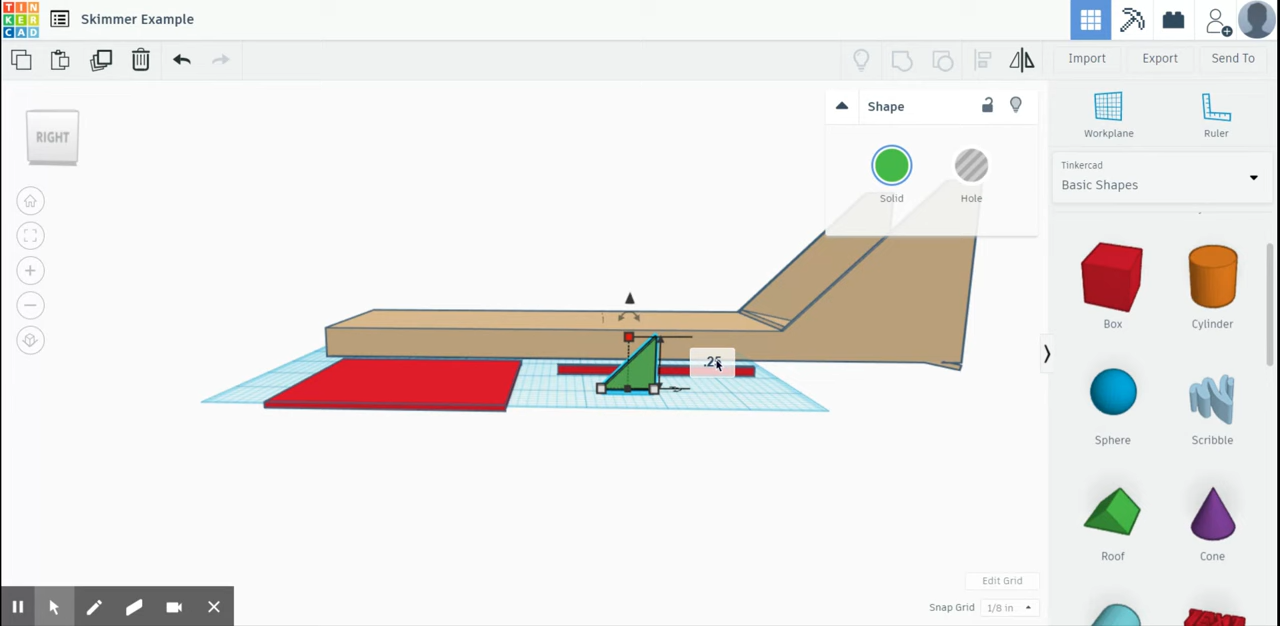 TIN
KER
CAD
Skimmer Example
Import
Export
Send To
RIGHT
Shape
Solid
Hole
Workplane
Ruler
Tinkercad
Basic Shapes
Box
Cylinder
.25
Sphere
Scribble
Roof
Cone
Edit Grid
Snap Grid
1/8 in